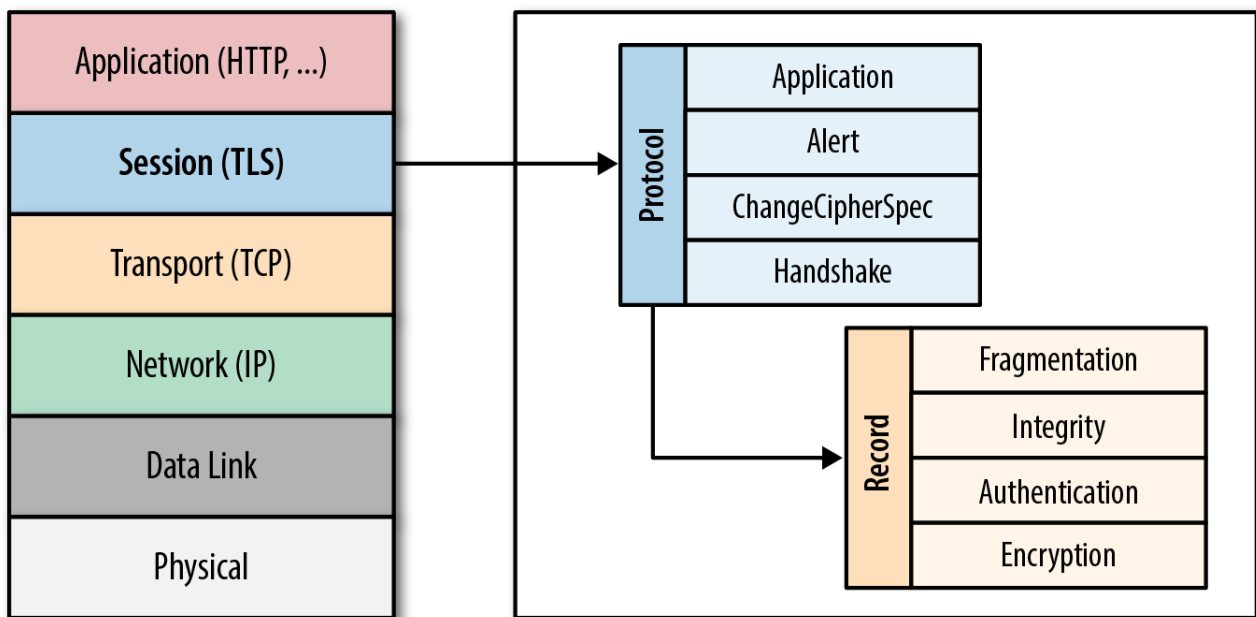 Application (HTTP, ...)
Session (TLS)
Transport (TCP)
Network (IP)
Data Link
Physical
Protocol
Application
Alert
ChangeCipherSpec
Handshake
Record
Fragmentation
Integrity
Authentication
Encryption